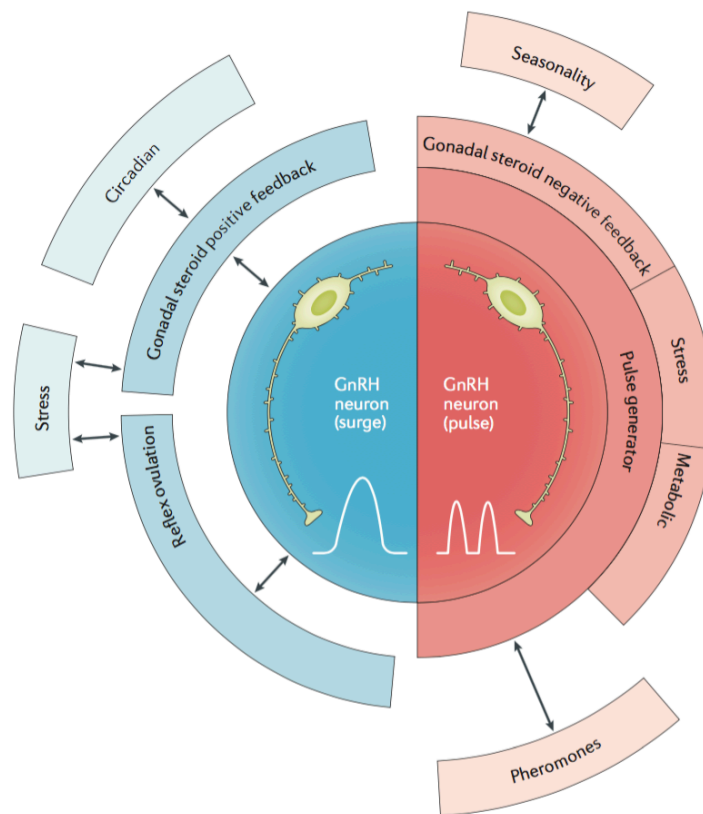 Seasonality
Circadian
Gonadal steroid positive feedback
Gonadal steroid negative feedback
Stress
Reflex ovulation
GnRH
neuron
(surge)
GnRH
neuron
(pulse)
Pulse generator
Stress
Metabolic
Pheromones